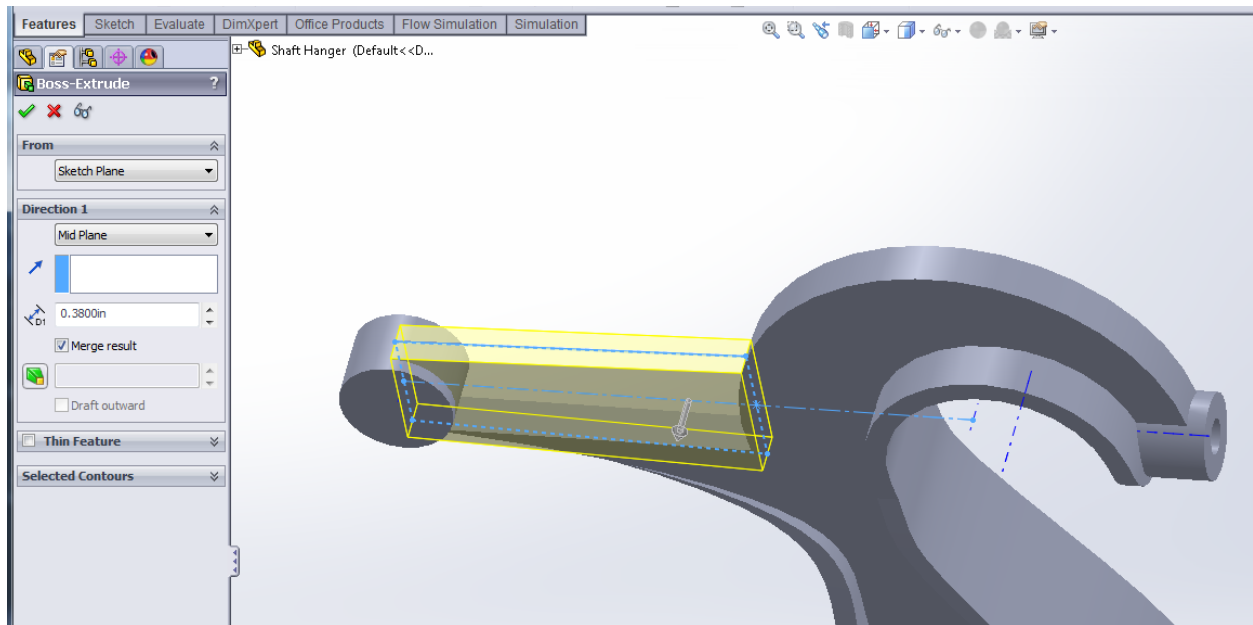 Features Sketch Evaluate DimXpert Office Products Flow Simulation Simulation
Shaft Hanger (Default<<D...
Boss-Extrude ?
From
Sketch Plane
Direction 1
Mid Plane
D1 0.3800in
Merge result
Draft outward
Thin Feature
Selected Contours